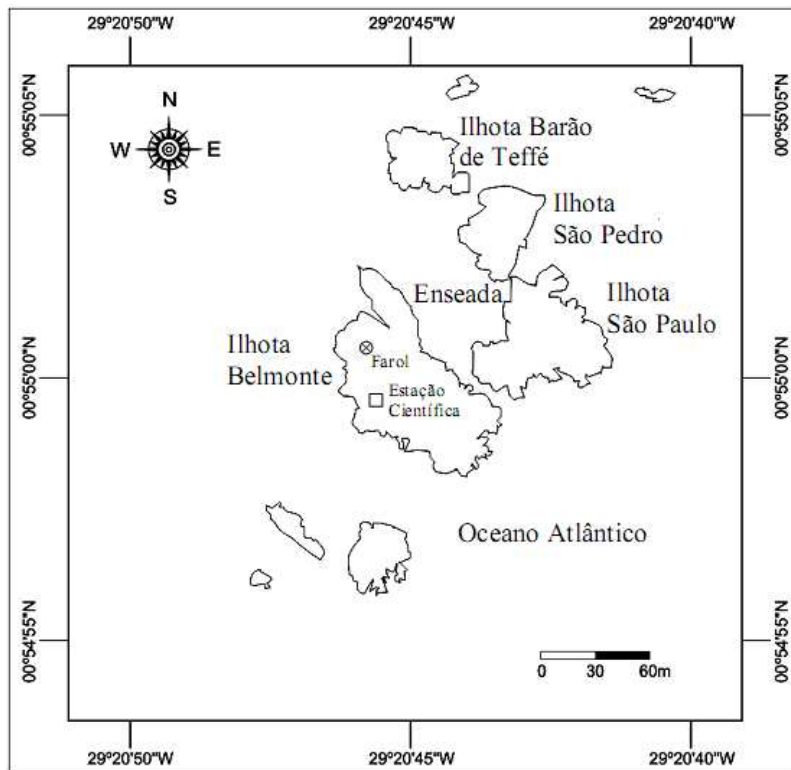 29°20'50"W
29°20'45"W
29°20'40"W
00°55'05"N
00°55'05"N
N
W
E
S
Ilhota Barão
de Teffé
Ilhota
São Pedro
Enseada
Ilhota
São Paulo
Ilhota
Belmonte
Farol
Estação
Científica
00°55'00"N
00°55'00"N
Oceano Atlântico
00°54'55"N
00°54'55"N
0
30
60m
29°20'50"W
29°20'45"W
29°20'40"W